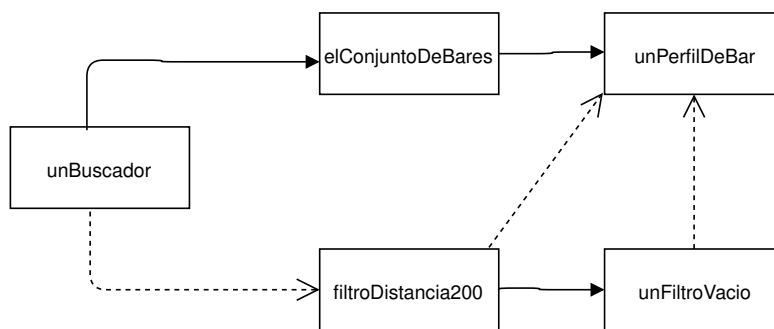 elConjuntoDeBares
unPerfilDeBar
unBuscador
filtroDistancia200
unFiltroVacio